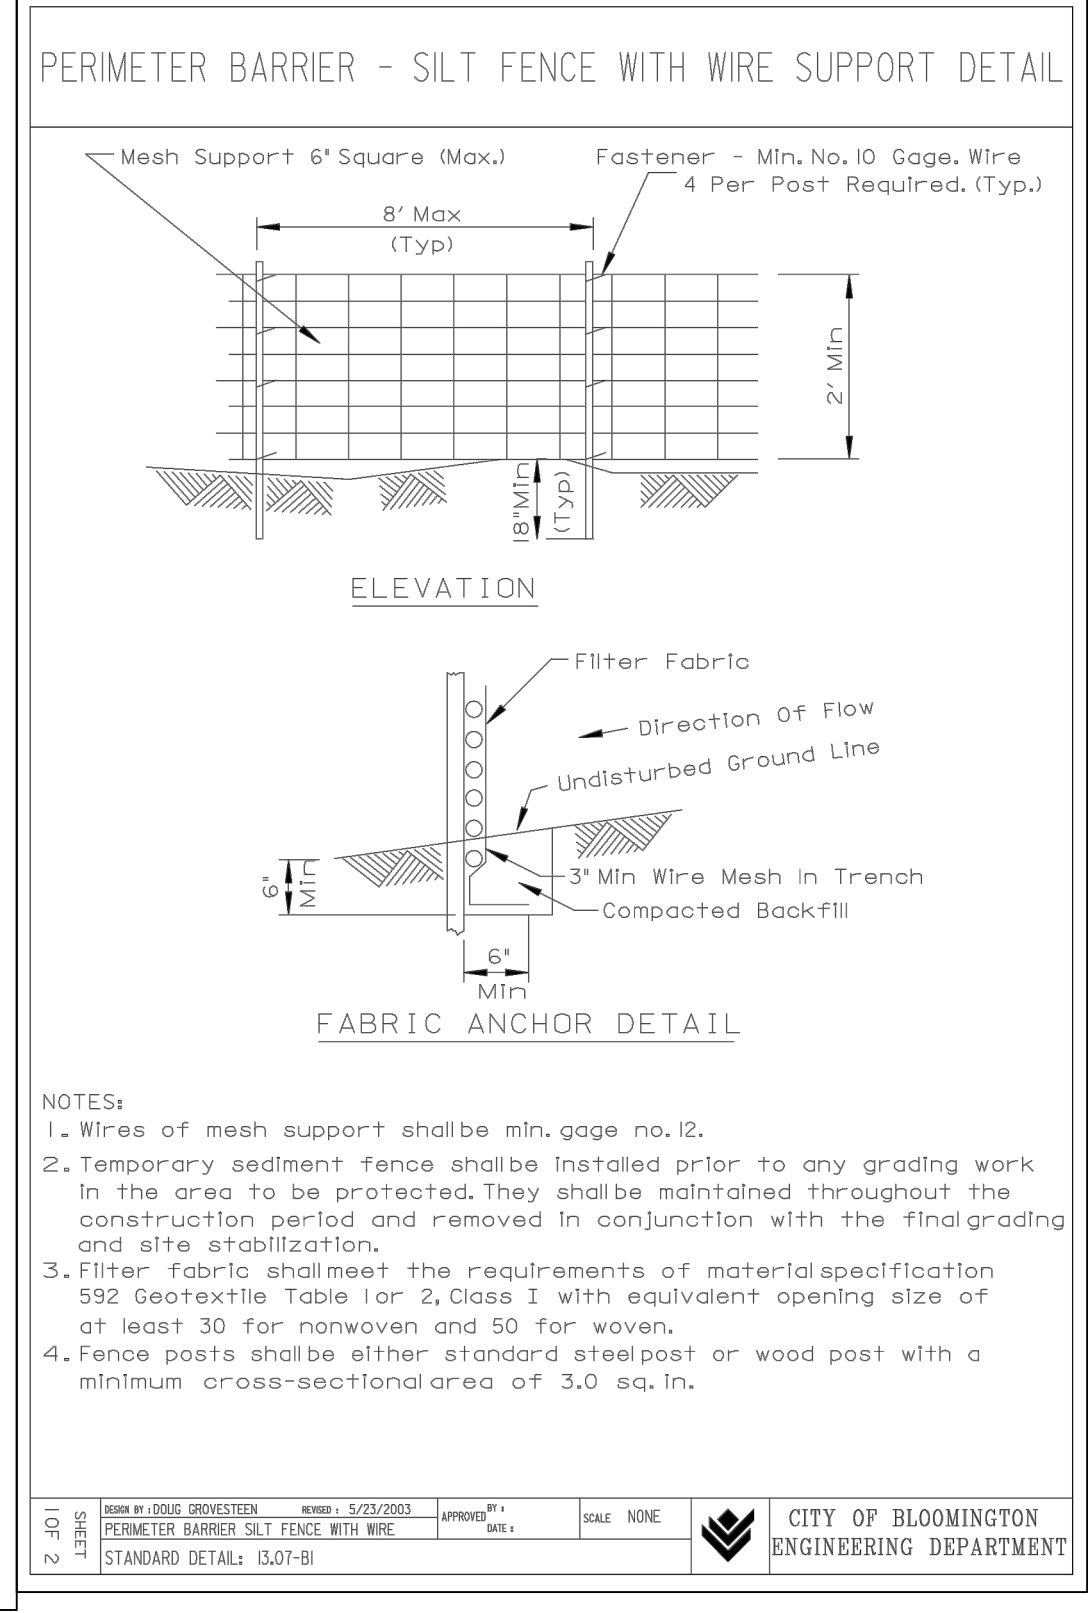 PERIMETER BARRIER - SILT FENCE WITH WIRE SUPPORT DETAIL
Mesh Support 6" Square (Max.)
Fastener - Min. No. 10 Gage. Wire
4 Per Post Required. (Typ.)
8' Max
(Typ)
2' Min
18" Min
(Typ)
ELEVATION
Filter Fabric
Direction Of Flow
Undisturbed Ground Line
6"
Min
3" Min Wire Mesh In Trench
Compacted Backfill
6"
Min
FABRIC ANCHOR DETAIL
NOTES:
1. Wires of mesh support shall be min. gage no. 12.
2. Temporary sediment fence shall be installed prior to any grading work
in the area to be protected. They shall be maintained throughout the
construction period and removed in conjunction with the final grading
and site stabilization.
3. Filter fabric shall meet the requirements of material specification
592 Geotextile Table 1 or 2, Class I with equivalent opening size of
at least 30 for nonwoven and 50 for woven.
4. Fence posts shall be either standard steel post or wood post with a
minimum cross-sectional area of 3.0 sq. in.
SHEET
1 OF 2
DESIGN BY : DOUG GROVESTEEN REVISED : 5/23/2003
PERIMETER BARRIER SILT FENCE WITH WIRE
STANDARD DETAIL: 13.07-B1
APPROVED BY :
DATE :
SCALE NONE
CITY OF BLOOMINGTON
ENGINEERING DEPARTMENT